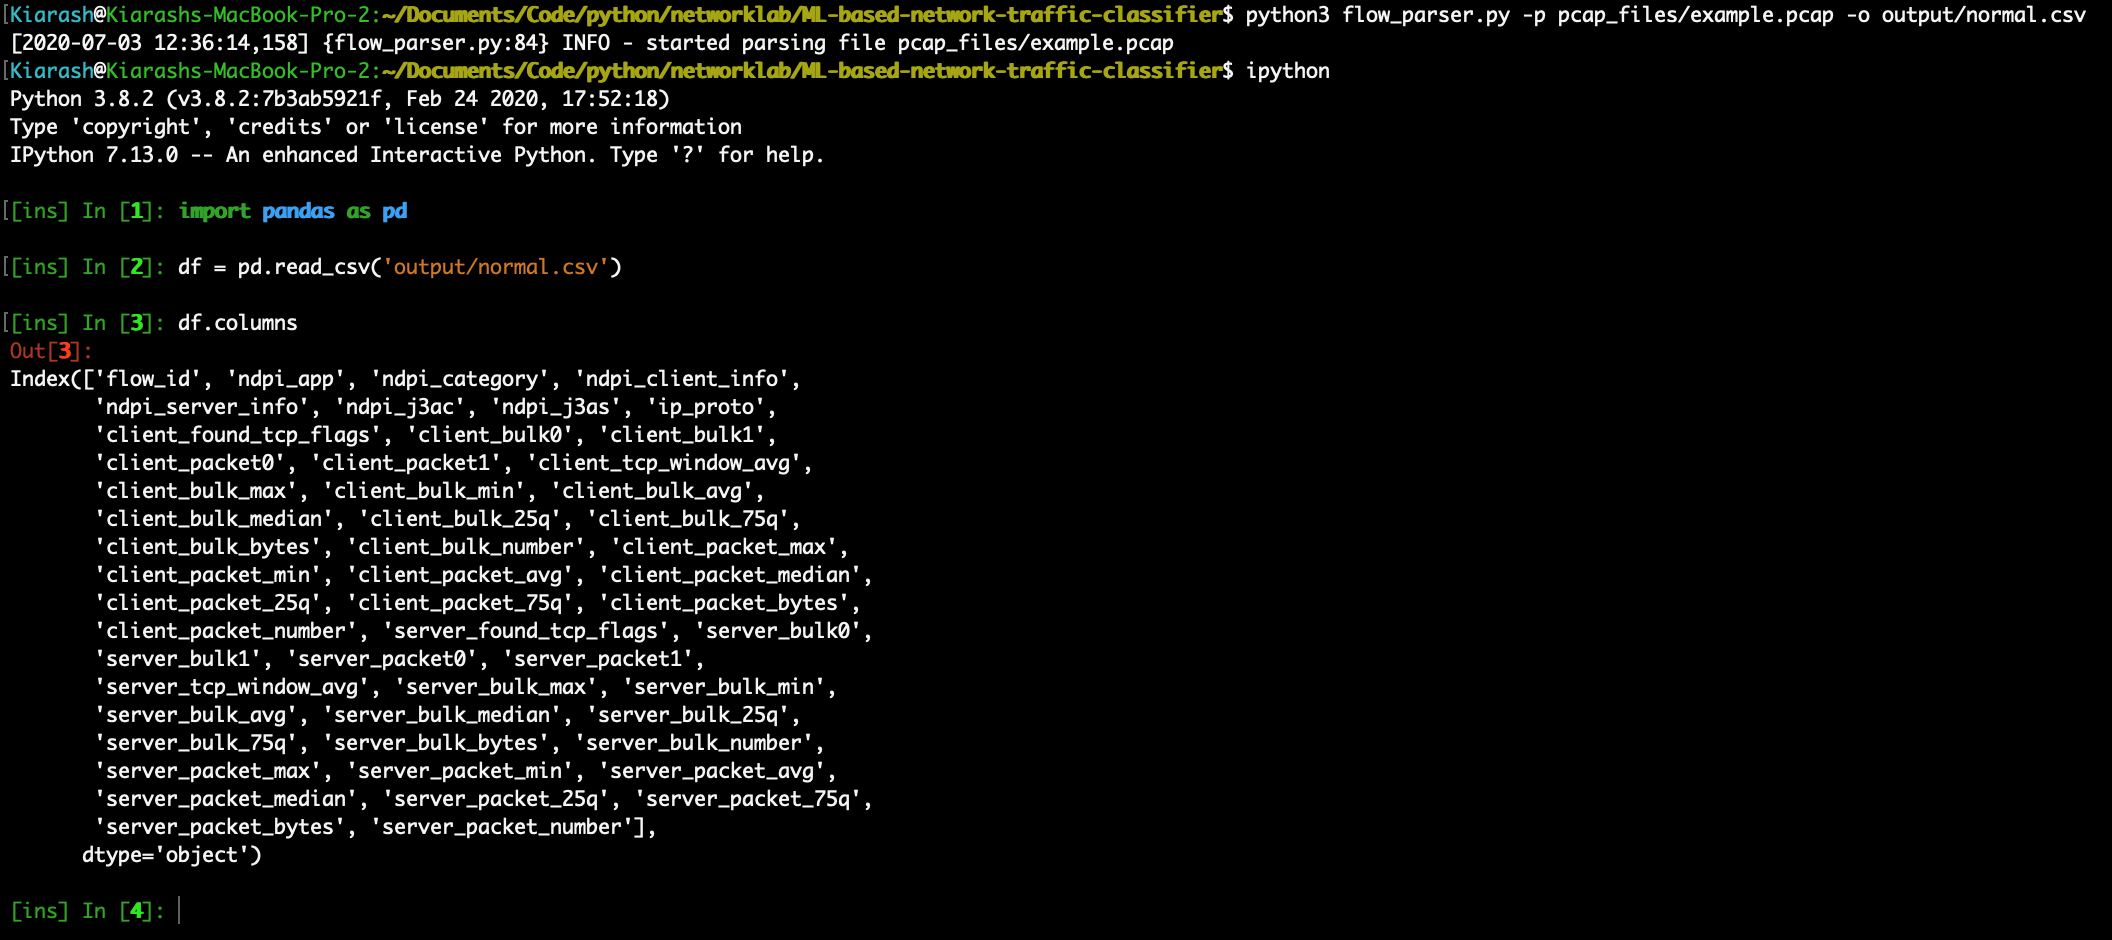 [Kiarash@Kiarashs-MacBook-Pro-2:~/Documents/Code/python/networklab/ML-based-network-traffic-classifier$ python3 flow_parser.py -p pcap_files/example.pcap -o output/normal.csv
[2020-07-03 12:36:14,158] {flow_parser.py:84} INFO - started parsing file pcap_files/example.pcap
[Kiarash@Kiarashs-MacBook-Pro-2:~/Documents/Code/python/networklab/ML-based-network-traffic-classifier$ ipython
Python 3.8.2 (v3.8.2:7b3ab5921f, Feb 24 2020, 17:52:18)
Type 'copyright', 'credits' or 'license' for more information
IPython 7.13.0 -- An enhanced Interactive Python. Type '?' for help.
[[ins] In [1]: import pandas as pd
[[ins] In [2]: df = pd.read_csv('output/normal.csv')
[[ins] In [3]: df.columns
Out[3]:
Index(['flow_id', 'ndpi_app', 'ndpi_category', 'ndpi_client_info',
'ndpi_server_info', 'ndpi_j3ac', 'ndpi_j3as', 'ip_proto',
'client_found_tcp_flags', 'client_bulk0', 'client_bulk1',
'client_packet0', 'client_packet1', 'client_tcp_window_avg',
'client_bulk_max', 'client_bulk_min', 'client_bulk_avg',
'client_bulk_median', 'client_bulk_25q', 'client_bulk_75q',
'client_bulk_bytes', 'client_bulk_number', 'client_packet_max',
'client_packet_min', 'client_packet_avg', 'client_packet_median',
'client_packet_25q', 'client_packet_75q', 'client_packet_bytes',
'client_packet_number', 'server_found_tcp_flags', 'server_bulk0',
'server_bulk1', 'server_packet0', 'server_packet1',
'server_tcp_window_avg', 'server_bulk_max', 'server_bulk_min',
'server_bulk_avg', 'server_bulk_median', 'server_bulk_25q',
'server_bulk_75q', 'server_bulk_bytes', 'server_bulk_number',
'server_packet_max', 'server_packet_min', 'server_packet_avg',
'server_packet_median', 'server_packet_25q', 'server_packet_75q',
'server_packet_bytes', 'server_packet_number'],
dtype='object')
[ins] In [4]: